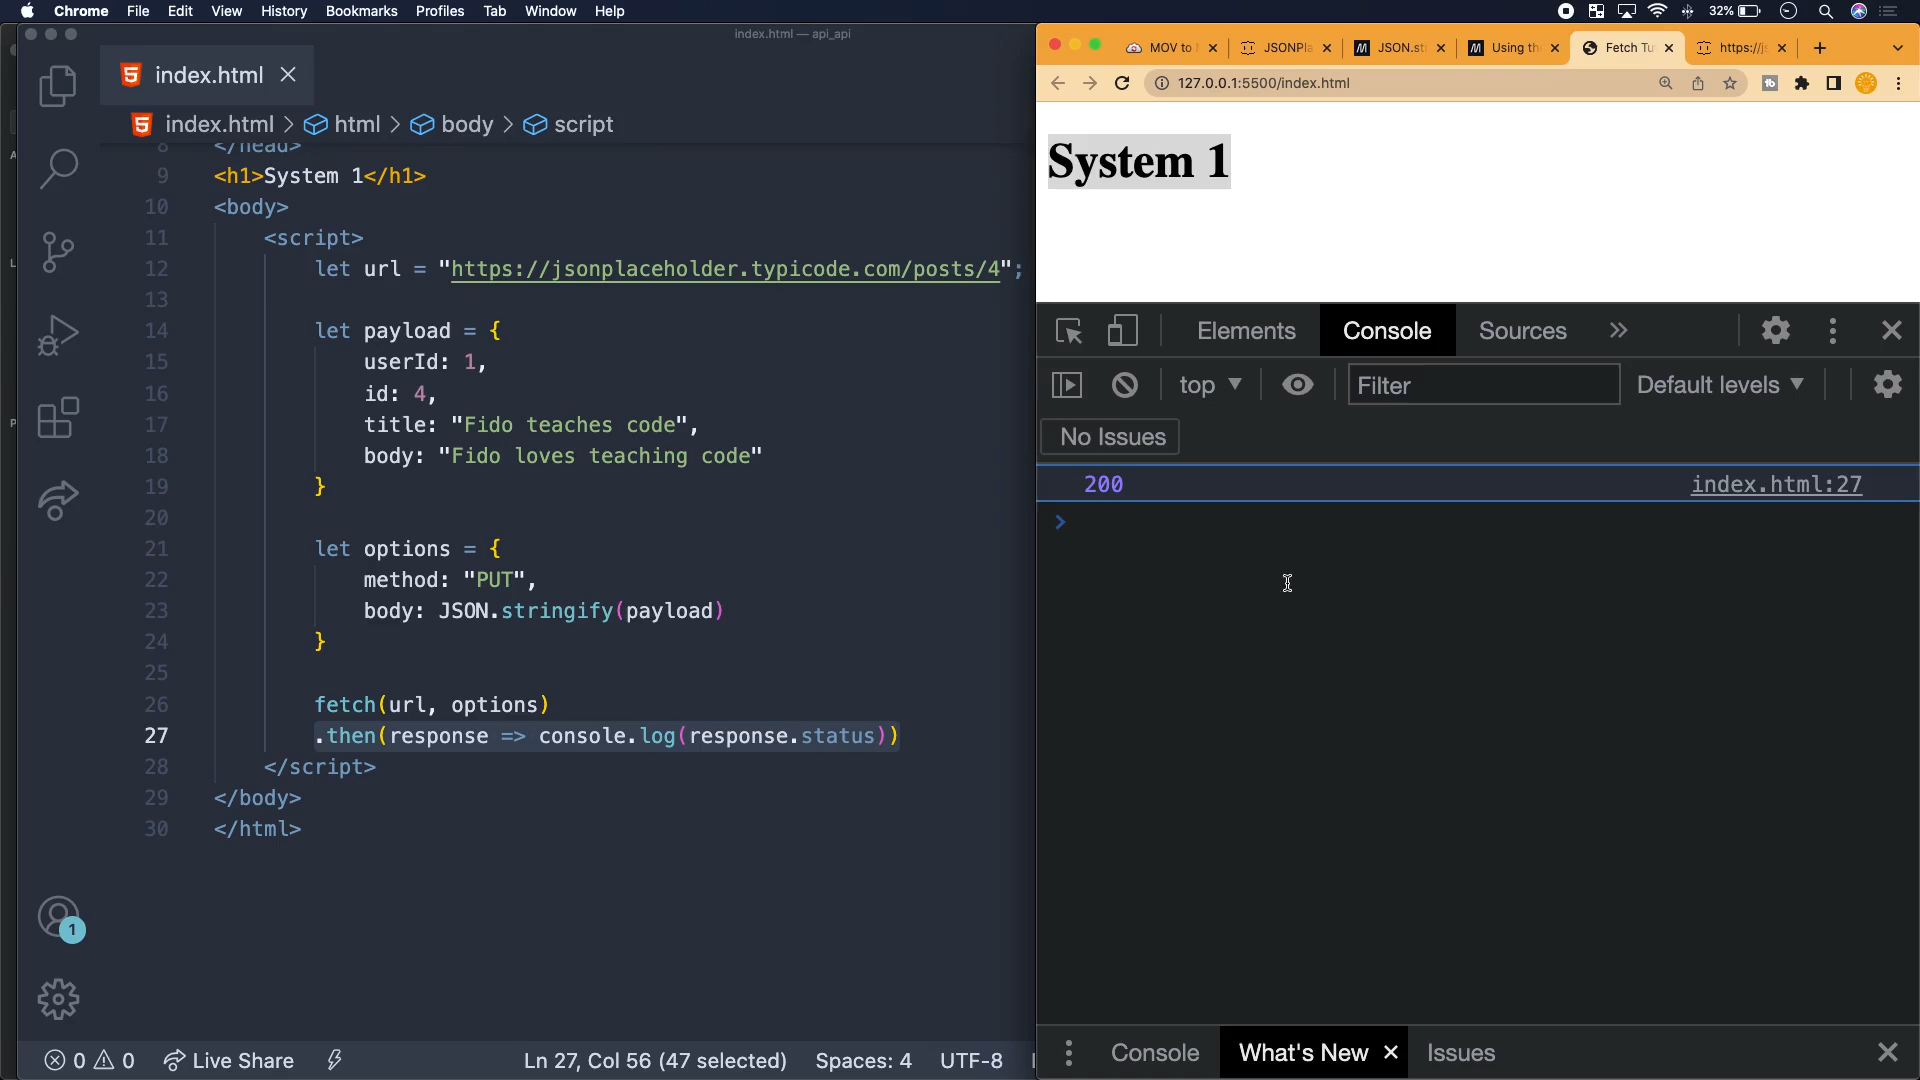 Chrome File Edit View History Bookmarks Profiles Tab Window Help
32%
index.html — api_api
index.html
index.html > html > body > script
8 </head>
9 <h1>System 1</h1>
10 <body>
11 <script>
12 let url = "https://jsonplaceholder.typicode.com/posts/4";
13
14 let payload = {
15 userId: 1,
16 id: 4,
17 title: "Fido teaches code",
18 body: "Fido loves teaching code"
19 }
20
21 let options = {
22 method: "PUT",
23 body: JSON.stringify(payload)
24 }
25
26 fetch(url, options)
27 .then(response => console.log(response.status))
28 </script>
29 </body>
30 </html>
1
0 0 Live Share Ln 27, Col 56 (47 selected) Spaces: 4 UTF-8
MOV to JSONPla JSON.st Using th Fetch Tu https://js
127.0.0.1:5500/index.html
System 1
Elements Console Sources
top Filter Default levels
No Issues
200 index.html:27
Console What's New Issues